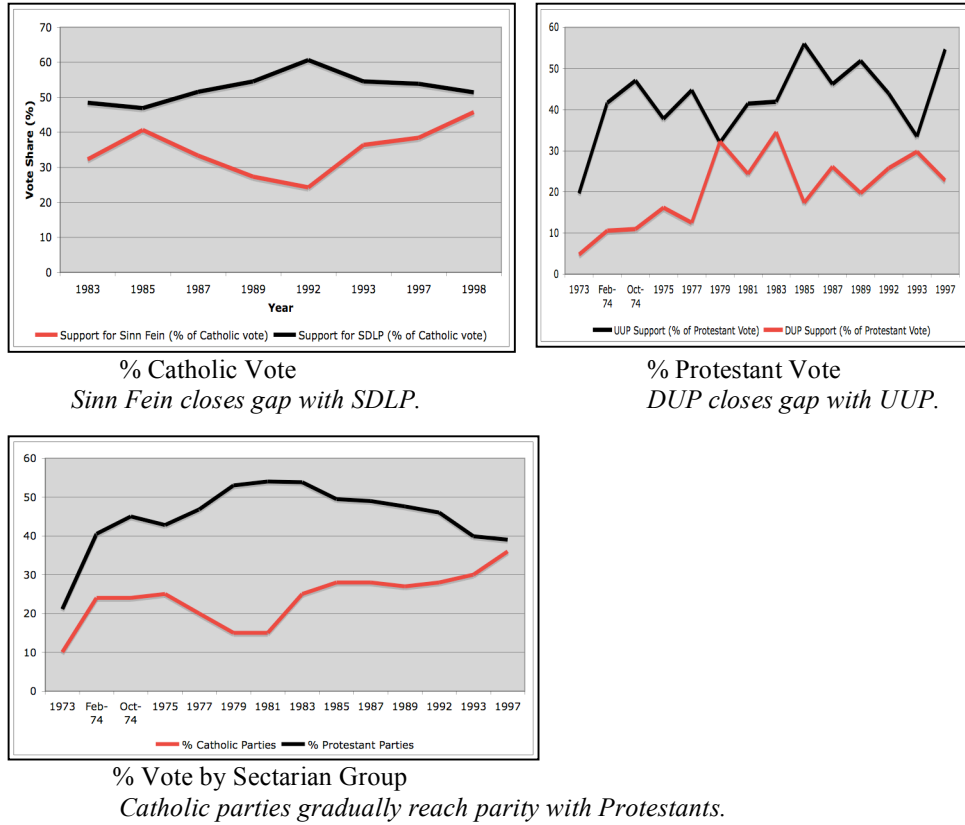 70
60
50
40
30
20
10
0
Vote Share (%)
1983 1985 1987 1989 1992 1993 1997 1998
Year
Support for Sinn Fein (% of Catholic vote) Support for SDLP (% of Catholic vote)
% Catholic Vote
Sinn Fein closes gap with SDLP.
60
50
40
30
20
10
0
1973 Feb-74 Oct-74 1975 1977 1979 1981 1983 1985 1987 1989 1992 1993 1997
UUP Support (% of Protestant Vote) DUP Support (% of Protestant Vote)
% Protestant Vote
DUP closes gap with UUP.
60
50
40
30
20
10
0
1973 Feb-74 Oct-74 1975 1977 1979 1981 1983 1985 1987 1989 1992 1993 1997
% Catholic Parties % Protestant Parties
% Vote by Sectarian Group
Catholic parties gradually reach parity with Protestants.